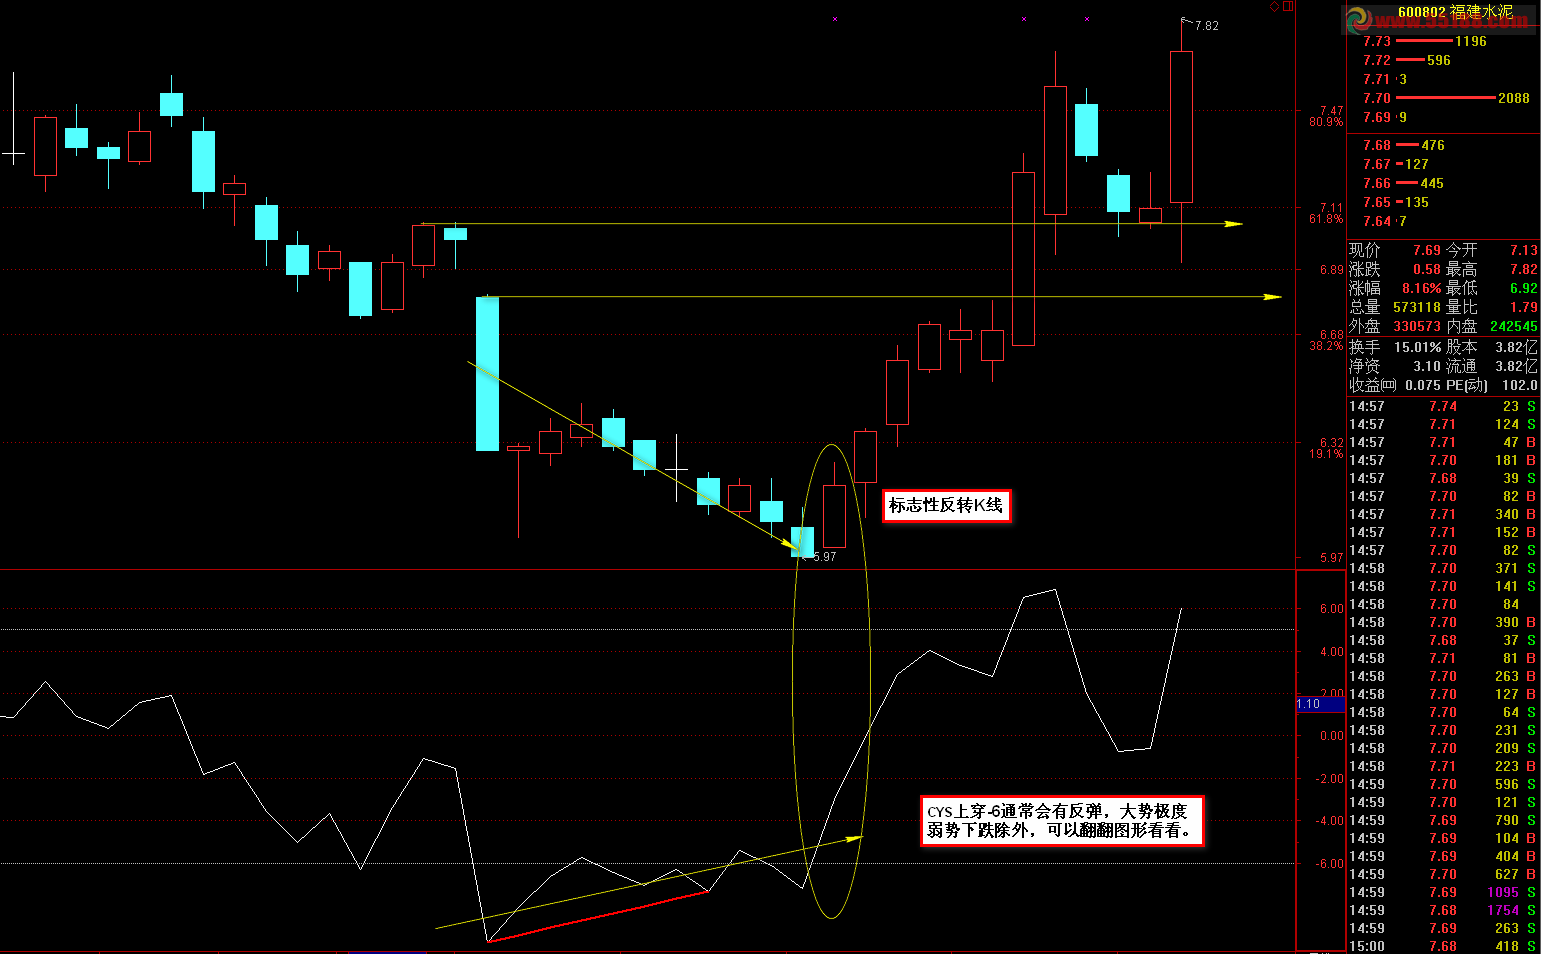 600802 福建水泥
7.73 1196
7.72 596
7.71 3
7.70 2088
7.69 9
7.68 476
7.67 127
7.66 445
7.65 135
7.64 7
现价 7.69 今开 7.13
涨跌 0.58 最高 7.82
涨幅 8.16% 最低 6.92
总量 573118 量比 1.79
外盘 330573 内盘 242545
换手 15.01% 股本 3.82亿
净资 3.10 流通 3.82亿
收益㈣ 0.075 PE(动) 102.0
14:57 7.74 23 S
14:57 7.71 124 S
14:57 7.71 47 B
14:57 7.70 181 B
14:57 7.68 39 S
14:57 7.70 82 B
14:57 7.71 340 B
14:57 7.71 152 B
14:57 7.70 82 S
14:58 7.70 371 S
14:58 7.70 141 S
14:58 7.70 84
14:58 7.70 390 B
14:58 7.68 37 S
14:58 7.71 81 B
14:58 7.70 263 B
14:58 7.70 127 B
14:58 7.70 64 S
14:58 7.70 231 S
14:58 7.70 209 S
14:58 7.71 223 B
14:59 7.70 596 S
14:59 7.70 121 S
14:59 7.69 790 S
14:59 7.69 104 B
14:59 7.69 404 B
14:59 7.70 627 B
14:59 7.69 1095 S
14:59 7.68 1754 S
14:59 7.69 263 S
15:00 7.68 418 S
7.82
7.47
80.9%
7.11
61.8%
6.89
6.68
38.2%
6.32
19.1%
5.97
5.97
标志性反转K线
6.00
4.00
2.00
1.10
0.00
-2.00
-4.00
-6.00
CYS上穿-6通常会有反弹，大势极度
弱势下跌除外，可以翻翻图形看看。